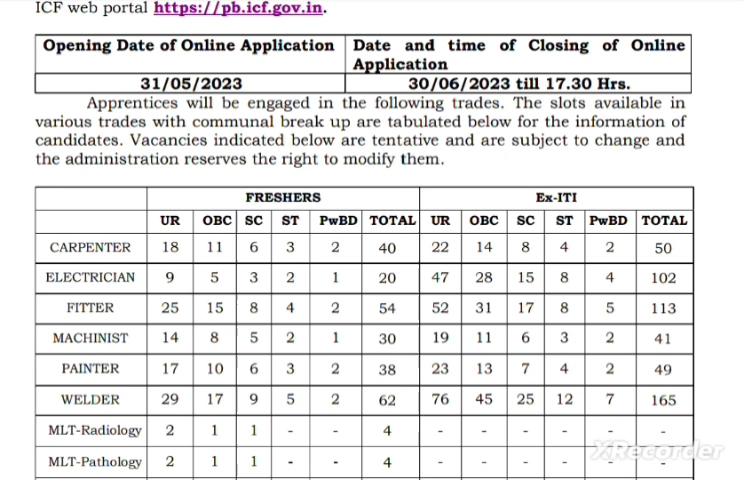 ICF web portal https://pb.icf.gov.in.
Opening Date of Online Application Date and time of Closing of Online Application
31/05/2023 30/06/2023 till 17.30 Hrs.
Apprentices will be engaged in the following trades. The slots available in
various trades with communal break up are tabulated below for the information of
candidates. Vacancies indicated below are tentative and are subject to change and
the administration reserves the right to modify them.
FRESHERS Ex-ITI
UR OBC SC ST PwBD TOTAL UR OBC SC ST PwBD TOTAL
CARPENTER 18 11 6 3 2 40 22 14 8 4 2 50
ELECTRICIAN 9 5 3 2 1 20 47 28 15 8 4 102
FITTER 25 15 8 4 2 54 52 31 17 8 5 113
MACHINIST 14 8 5 2 1 30 19 11 6 3 2 41
PAINTER 17 10 6 3 2 38 23 13 7 4 2 49
WELDER 29 17 9 5 2 62 76 45 25 12 7 165
MLT-Radiology 2 1 1 - - 4 - - - - - -
MLT-Pathology 2 1 1 - - 4 - - - - - -
XRecorder